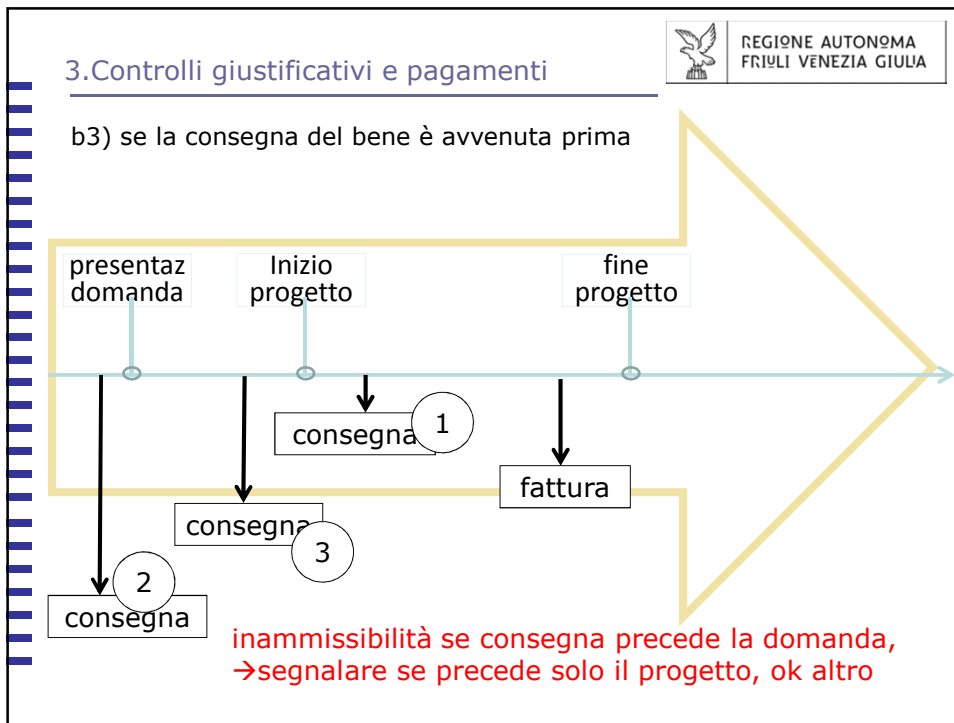 REGIONE AUTONOMA
FRIULI VENEZIA GIULIA
3.Controlli giustificativi e pagamenti
b3) se la consegna del bene è avvenuta prima
presentaz
domanda
Inizio
progetto
fine
progetto
consegna
1
fattura
consegna
3
2
consegna
inammissibilità se consegna precede la domanda,
→segnalare se precede solo il progetto, ok altro